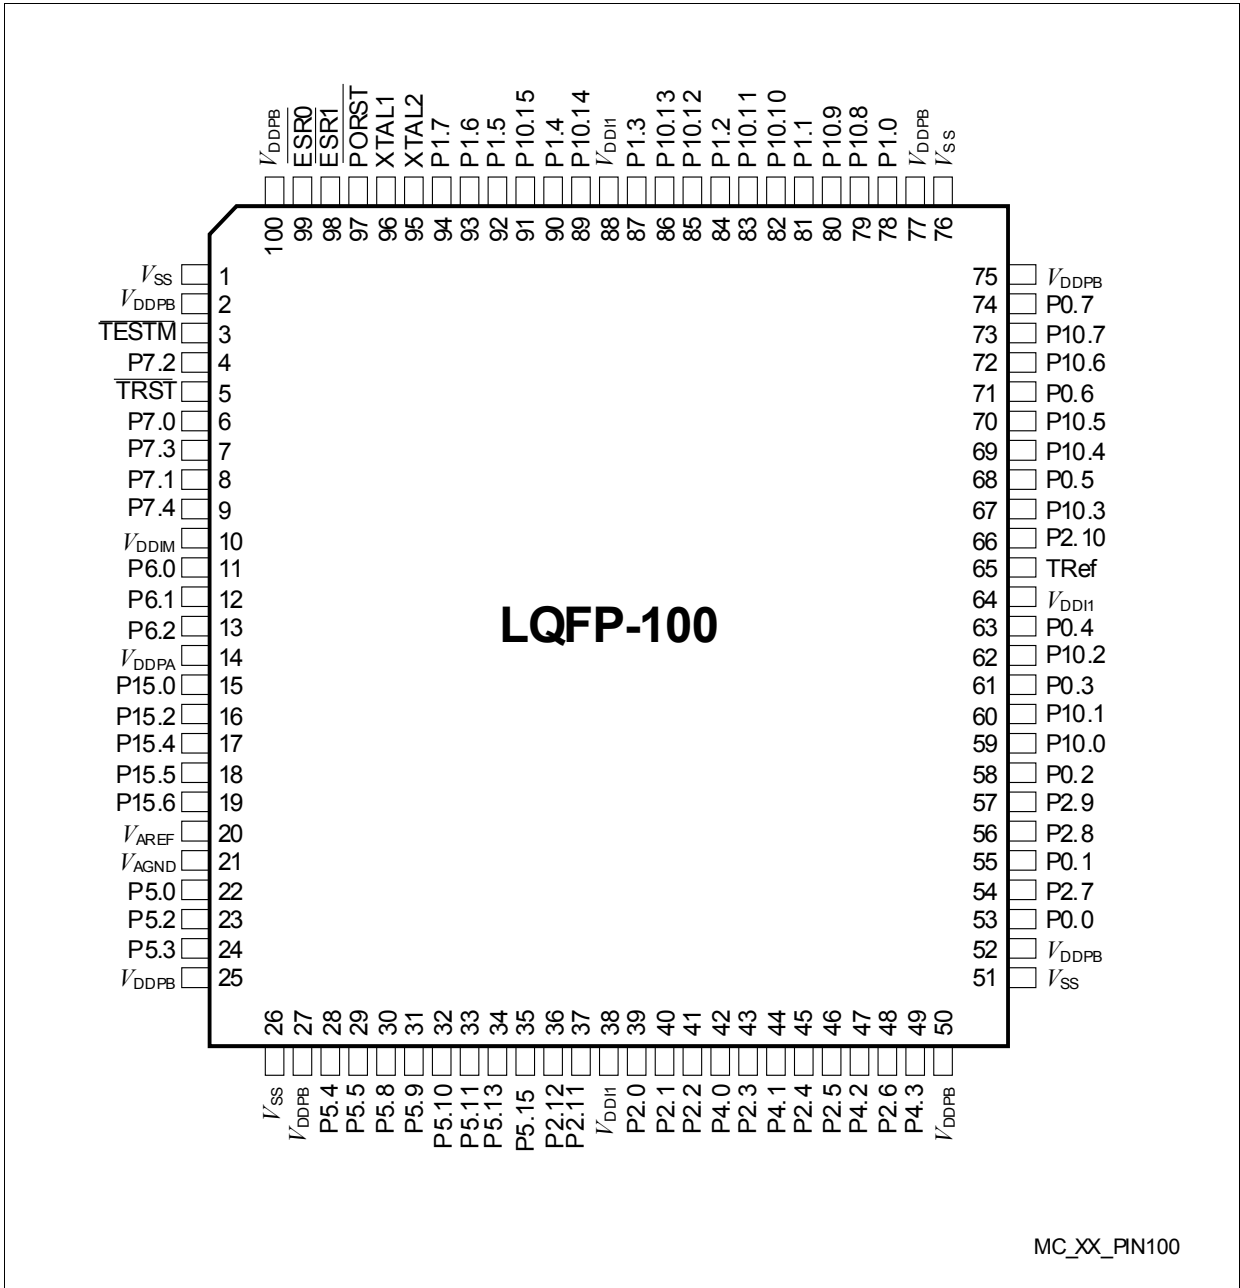 VDDPB
ESR0
ESR1
PORST
XTAL1
XTAL2
P1.7
P1.6
P1.5
P10.15
P1.4
P10.14
VDDI1
P1.3
P10.13
P10.12
P1.2
P10.11
P10.10
P1.1
P10.9
P10.8
P1.0
VDDPB
VSS
100 99 98 97 96 95 94 93 92 91 90 89 88 87 86 85 84 83 82 81 80 79 78 77 76
VSS 1 75 VDDPB
VDDPB 2 74 P0.7
TESTM 3 73 P10.7
P7.2 4 72 P10.6
TRST 5 71 P0.6
P7.0 6 70 P10.5
P7.3 7 69 P10.4
P7.1 8 68 P0.5
P7.4 9 67 P10.3
VDDIM 10 66 P2.10
P6.0 11 65 TRef
P6.1 12 64 VDDI1
P6.2 13 63 P0.4
VDDPA 14 62 P10.2
P15.0 15 61 P0.3
P15.2 16 60 P10.1
P15.4 17 59 P10.0
P15.5 18 58 P0.2
P15.6 19 57 P2.9
VAREF 20 56 P2.8
VAGND 21 55 P0.1
P5.0 22 54 P2.7
P5.2 23 53 P0.0
P5.3 24 52 VDDPB
VDDPB 25 51 VSS
LQFP-100
26 27 28 29 30 31 32 33 34 35 36 37 38 39 40 41 42 43 44 45 46 47 48 49 50
VSS
VDDPB
P5.4
P5.5
P5.8
P5.9
P5.10
P5.11
P5.13
P5.15
P2.12
P2.11
VDDI1
P2.0
P2.1
P2.2
P4.0
P2.3
P4.1
P2.4
P2.5
P4.2
P2.6
P4.3
VDDPB
MC_XX_PIN100